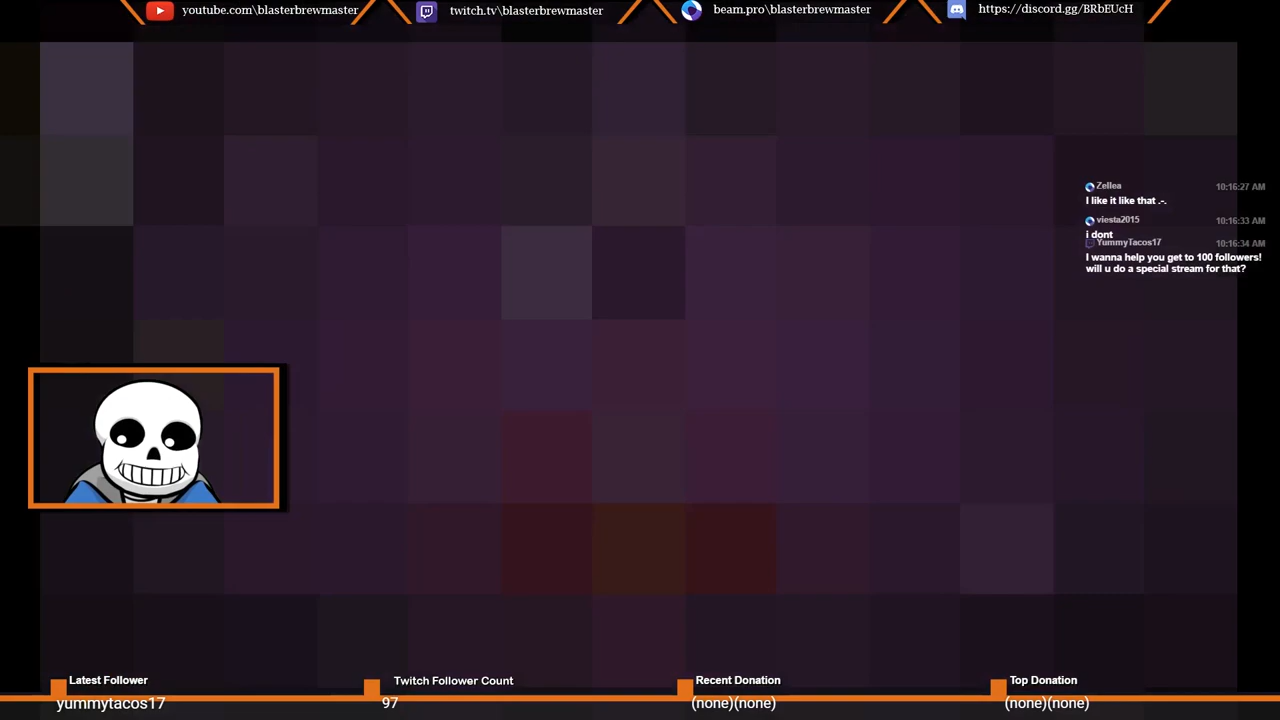 youtube.com\blasterbrewmaster
twitch.tv\blasterbrewmaster
beam.pro\blasterbrewmaster
https://discord.gg/BRbEUcH
Zellea 10:16:27 AM
I like it like that .-.
viesta2015 10:16:33 AM
i dont
YummyTacos17 10:16:34 AM
I wanna help you get to 100 followers!
will u do a special stream for that?
Latest Follower
yummytacos17
Twitch Follower Count
97
Recent Donation
(none)(none)
Top Donation
(none)(none)